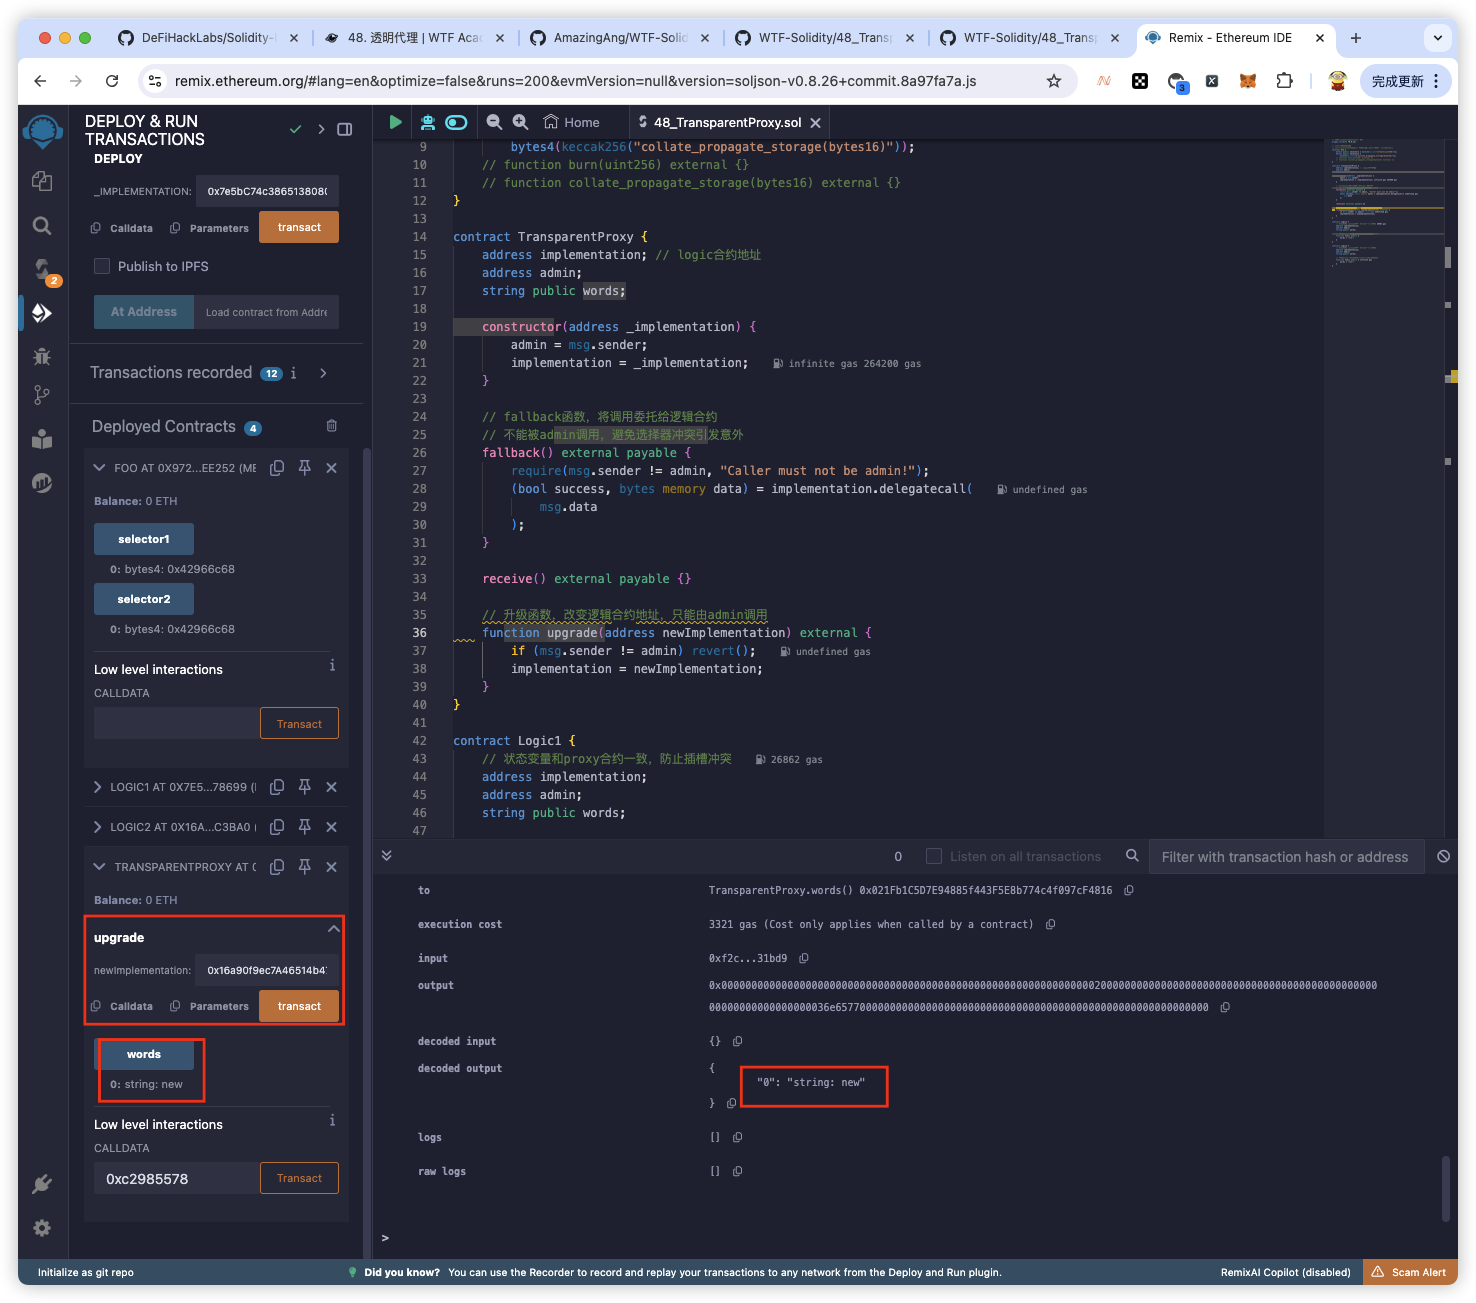 DeFiHackLabs/Solidity-
48. 透明代理 | WTF Aca
AmazingAng/WTF-Solid
WTF-Solidity/48_Transp
WTF-Solidity/48_Transp
Remix - Ethereum IDE
remix.ethereum.org/#lang=en&optimize=false&runs=200&evmVersion=null&version=soljson-v0.8.26+commit.8a97fa7a.js
3
完成更新
DEPLOY & RUN
TRANSACTIONS
DEPLOY
_IMPLEMENTATION: 0x7e5bC74c386513808
Calldata Parameters transact
Publish to IPFS
At Address Load contract from Addre
Transactions recorded 12 i
Deployed Contracts 4
FOO AT 0X972...EE252 (ME
Balance: 0 ETH
selector1
0: bytes4: 0x42966c68
selector2
0: bytes4: 0x42966c68
Low level interactions i
CALLDATA
Transact
LOGIC1 AT 0X7E5...78699 (
LOGIC2 AT 0X16A...C3BA0 (
TRANSPARENTPROXY AT
Balance: 0 ETH
upgrade
newImplementation: 0x16a90f9ec7A46514b4
Calldata Parameters transact
words
0: string: new
Low level interactions i
CALLDATA
0xc2985578 Transact
2
Home 48_TransparentProxy.sol
9 bytes4(keccak256("collate_propagate_storage(bytes16)"));
10 // function burn(uint256) external {}
11 // function collate_propagate_storage(bytes16) external {}
12 }
13
14 contract TransparentProxy {
15 address implementation; // logic合约地址
16 address admin;
17 string public words;
18
19 constructor(address _implementation) {
20 admin = msg.sender;
21 implementation = _implementation; infinite gas 264200 gas
22 }
23
24 // fallback函数，将调用委托给逻辑合约
25 // 不能被admin调用，避免选择器冲突引发意外
26 fallback() external payable {
27 require(msg.sender != admin, "Caller must not be admin!");
28 (bool success, bytes memory data) = implementation.delegatecall( undefined gas
29 msg.data
30 );
31 }
32
33 receive() external payable {}
34
35 // 升级函数，改变逻辑合约地址，只能由admin调用
36 function upgrade(address newImplementation) external {
37 if (msg.sender != admin) revert(); undefined gas
38 implementation = newImplementation;
39 }
40 }
41
42 contract Logic1 {
43 // 状态变量和proxy合约一致，防止插槽冲突 26862 gas
44 address implementation;
45 address admin;
46 string public words;
47
0 Listen on all transactions Filter with transaction hash or address
to TransparentProxy.words() 0x021Fb1C5D7E94885f443F5E8b774c4f097cF4816
execution cost 3321 gas (Cost only applies when called by a contract)
input 0xf2c...31bd9
output
decoded input {}
decoded output {
"0": "string: new"
}
logs []
raw logs []
>
Initialize as git repo
Did you know? You can use the Recorder to record and replay your transactions to any network from the Deploy and Run plugin.
RemixAI Copilot (disabled)
Scam Alert